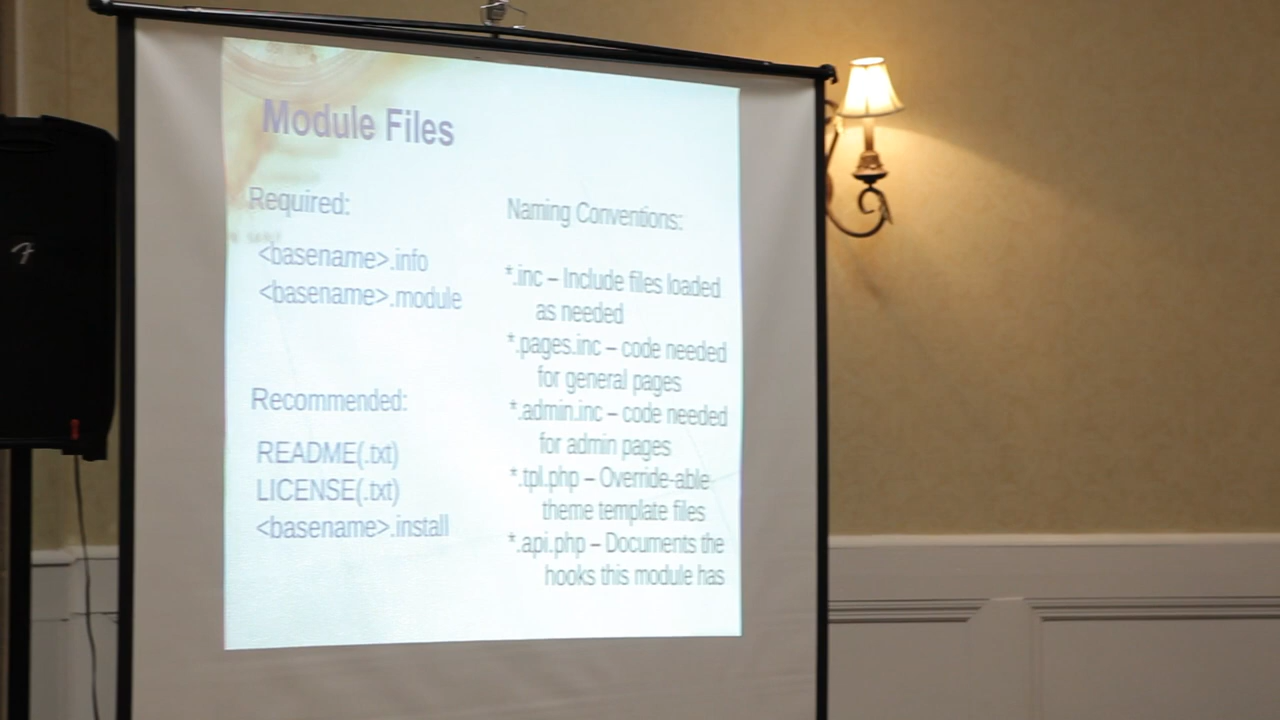 Module Files
Required:
<basename>.info
<basename>.module
Recommended:
README(.txt)
LICENSE(.txt)
<basename>.install
Naming Conventions:
*.inc – Include files loaded
as needed
*.pages.inc – code needed
for general pages
*.admin.inc – code needed
for admin pages
*.tpl.php – Override-able
theme template files
*.api.php – Documents the
hooks this module has